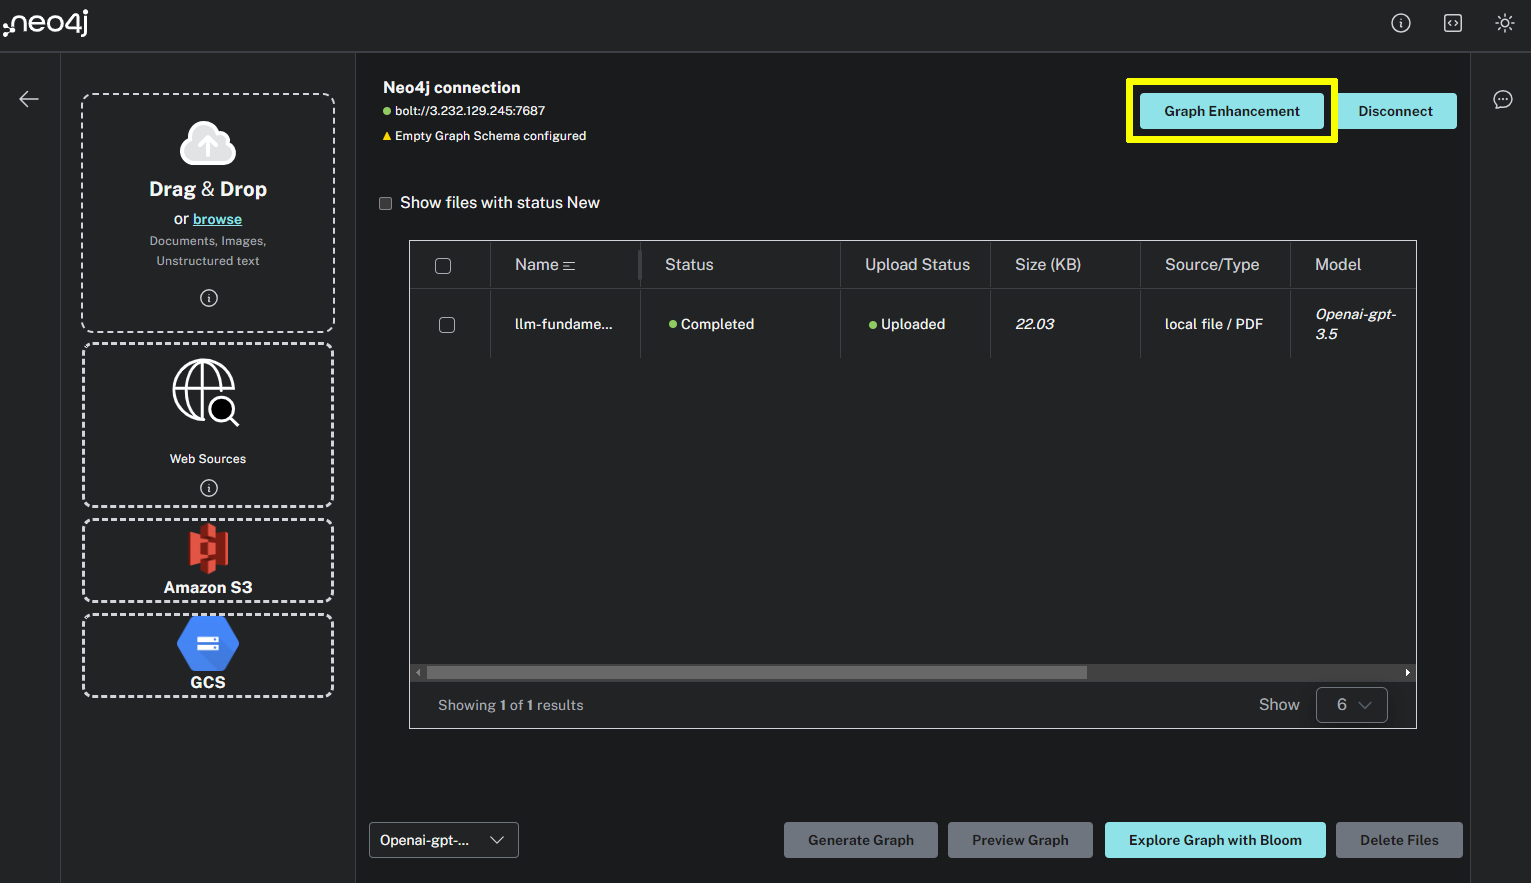 neo4j
Drag & Drop
or browse
Documents, Images,
Unstructured text
Web Sources
Amazon S3
GCS
Neo4j connection
bolt://3.232.129.245:7687
Empty Graph Schema configured
Graph Enhancement
Disconnect
Show files with status New
Name Status Upload Status Size (KB) Source/Type Model
llm-fundame... Completed Uploaded 22.03 local file / PDF Openai-gpt-
3.5
Showing 1 of 1 results
Show 6
Openai-gpt-...
Generate Graph
Preview Graph
Explore Graph with Bloom
Delete Files